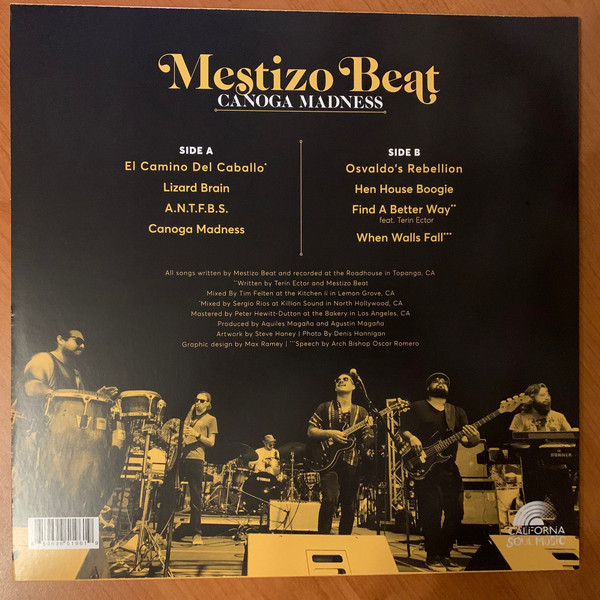 Mestizo Beat
CANOGA MADNESS
SIDE A
El Camino Del Caballo*
Lizard Brain
A.N.T.F.B.S.
Canoga Madness
SIDE B
Osvaldo's Rebellion
Hen House Boogie
Find A Better Way**
feat. Terin Ector
When Walls Fall***
All songs written by Mestizo Beat and recorded at the Roadhouse in Topanga, CA
**Written by Terin Ector and Mestizo Beat
Mixed By Tim Felten at the Kitchen ii in Lemon Grove, CA
*Mixed by Sergio Rios at Killion Sound in North Hollywood, CA
Mastered by Peter Hewitt-Dutton at the Bakery in Los Angeles, CA
Produced by Aquiles Magaña and Agustin Magaña
Artwork by Steve Haney | Photo By Denis Hannigan
Graphic design by Max Ramey | ***Speech by Arch Bishop Oscar Romero
CALIFORNIA
SOUL MUSIC